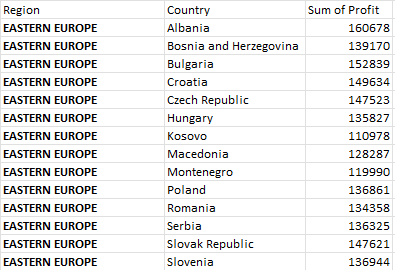 Region Country Sum of Profit
EASTERN EUROPE Albania 160678
EASTERN EUROPE Bosnia and Herzegovina 139170
EASTERN EUROPE Bulgaria 152839
EASTERN EUROPE Croatia 149634
EASTERN EUROPE Czech Republic 147523
EASTERN EUROPE Hungary 135827
EASTERN EUROPE Kosovo 110978
EASTERN EUROPE Macedonia 128287
EASTERN EUROPE Montenegro 119990
EASTERN EUROPE Poland 136861
EASTERN EUROPE Romania 134358
EASTERN EUROPE Serbia 136325
EASTERN EUROPE Slovak Republic 147621
EASTERN EUROPE Slovenia 136944